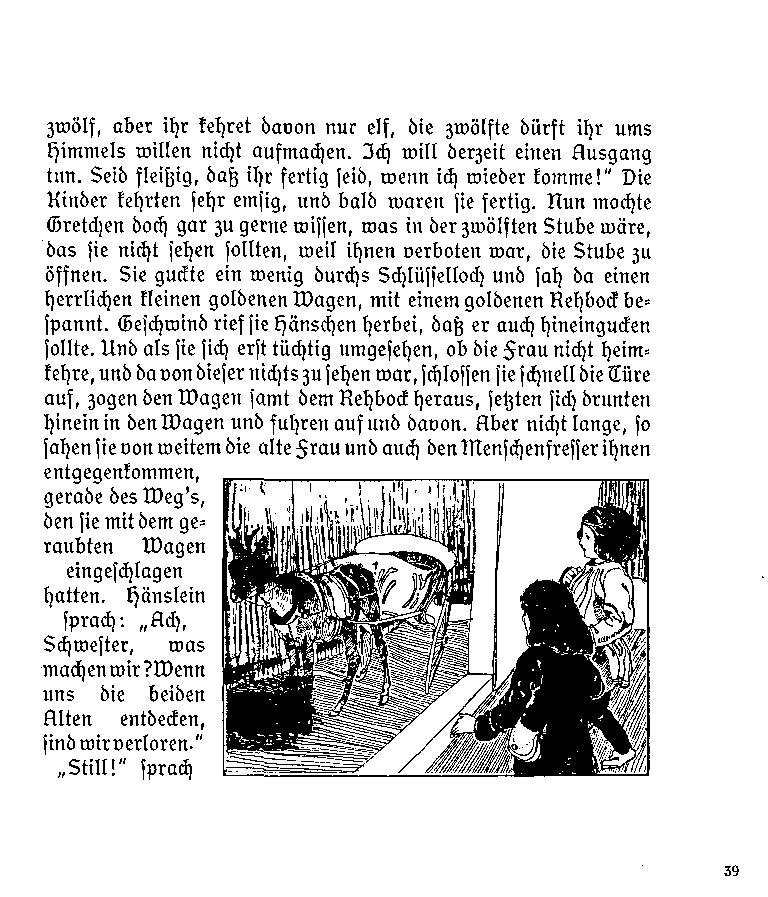 zwölf, aber ihr kehret davon nur elf, die zwölfte dürft ihr ums
Himmels willen nicht aufmachen. Ich will derzeit einen Ausgang
tun. Seid fleißig, daß ihr fertig seid, wenn ich wieder komme!" Die
Kinder kehrten sehr emsig, und bald waren sie fertig. Nun mochte
Gretchen doch gar zu gerne wissen, was in der zwölften Stube wäre,
das sie nicht sehen sollten, weil ihnen verboten war, die Stube zu
öffnen. Sie guckte ein wenig durchs Schlüsselloch und sah da einen
herrlichen kleinen goldenen Wagen, mit einem goldenen Rehbock be=
spannt. Geschwind rief sie Hänschen herbei, daß er auch hineingucken
sollte. Und als sie sich erst tüchtig umgesehen, ob die Frau nicht heim=
kehre, und da von dieser nichts zu sehen war, schlossen sie schnell die Türe
auf, zogen den Wagen samt dem Rehbock heraus, setzten sich drunten
hinein in den Wagen und fuhren auf und davon. Aber nicht lange, so
sahen sie von weitem die alte Frau und auch den Menschenfresser ihnen
entgegenkommen,
gerade des Weg's,
den sie mit dem ge=
raubten Wagen
eingeschlagen
hatten. Hänslein
sprach: „Ach,
Schwester, was
machen wir? Wenn
uns die beiden
Alten entdecken,
sind wir verloren."
„Still!" sprach
39